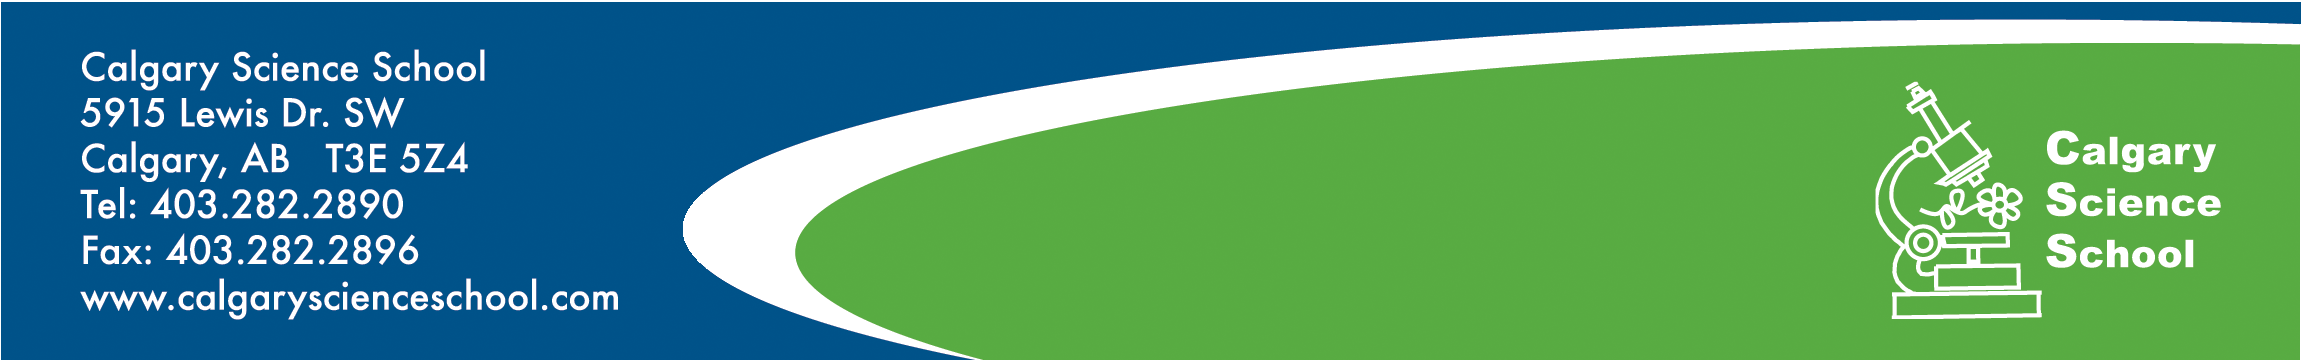 Calgary Science School
5915 Lewis Dr. SW
Calgary, AB   T3E 5Z4
Tel: 403.282.2890
Fax: 403.282.2896
www.calgaryscienceschool.com
Calgary
Science
School